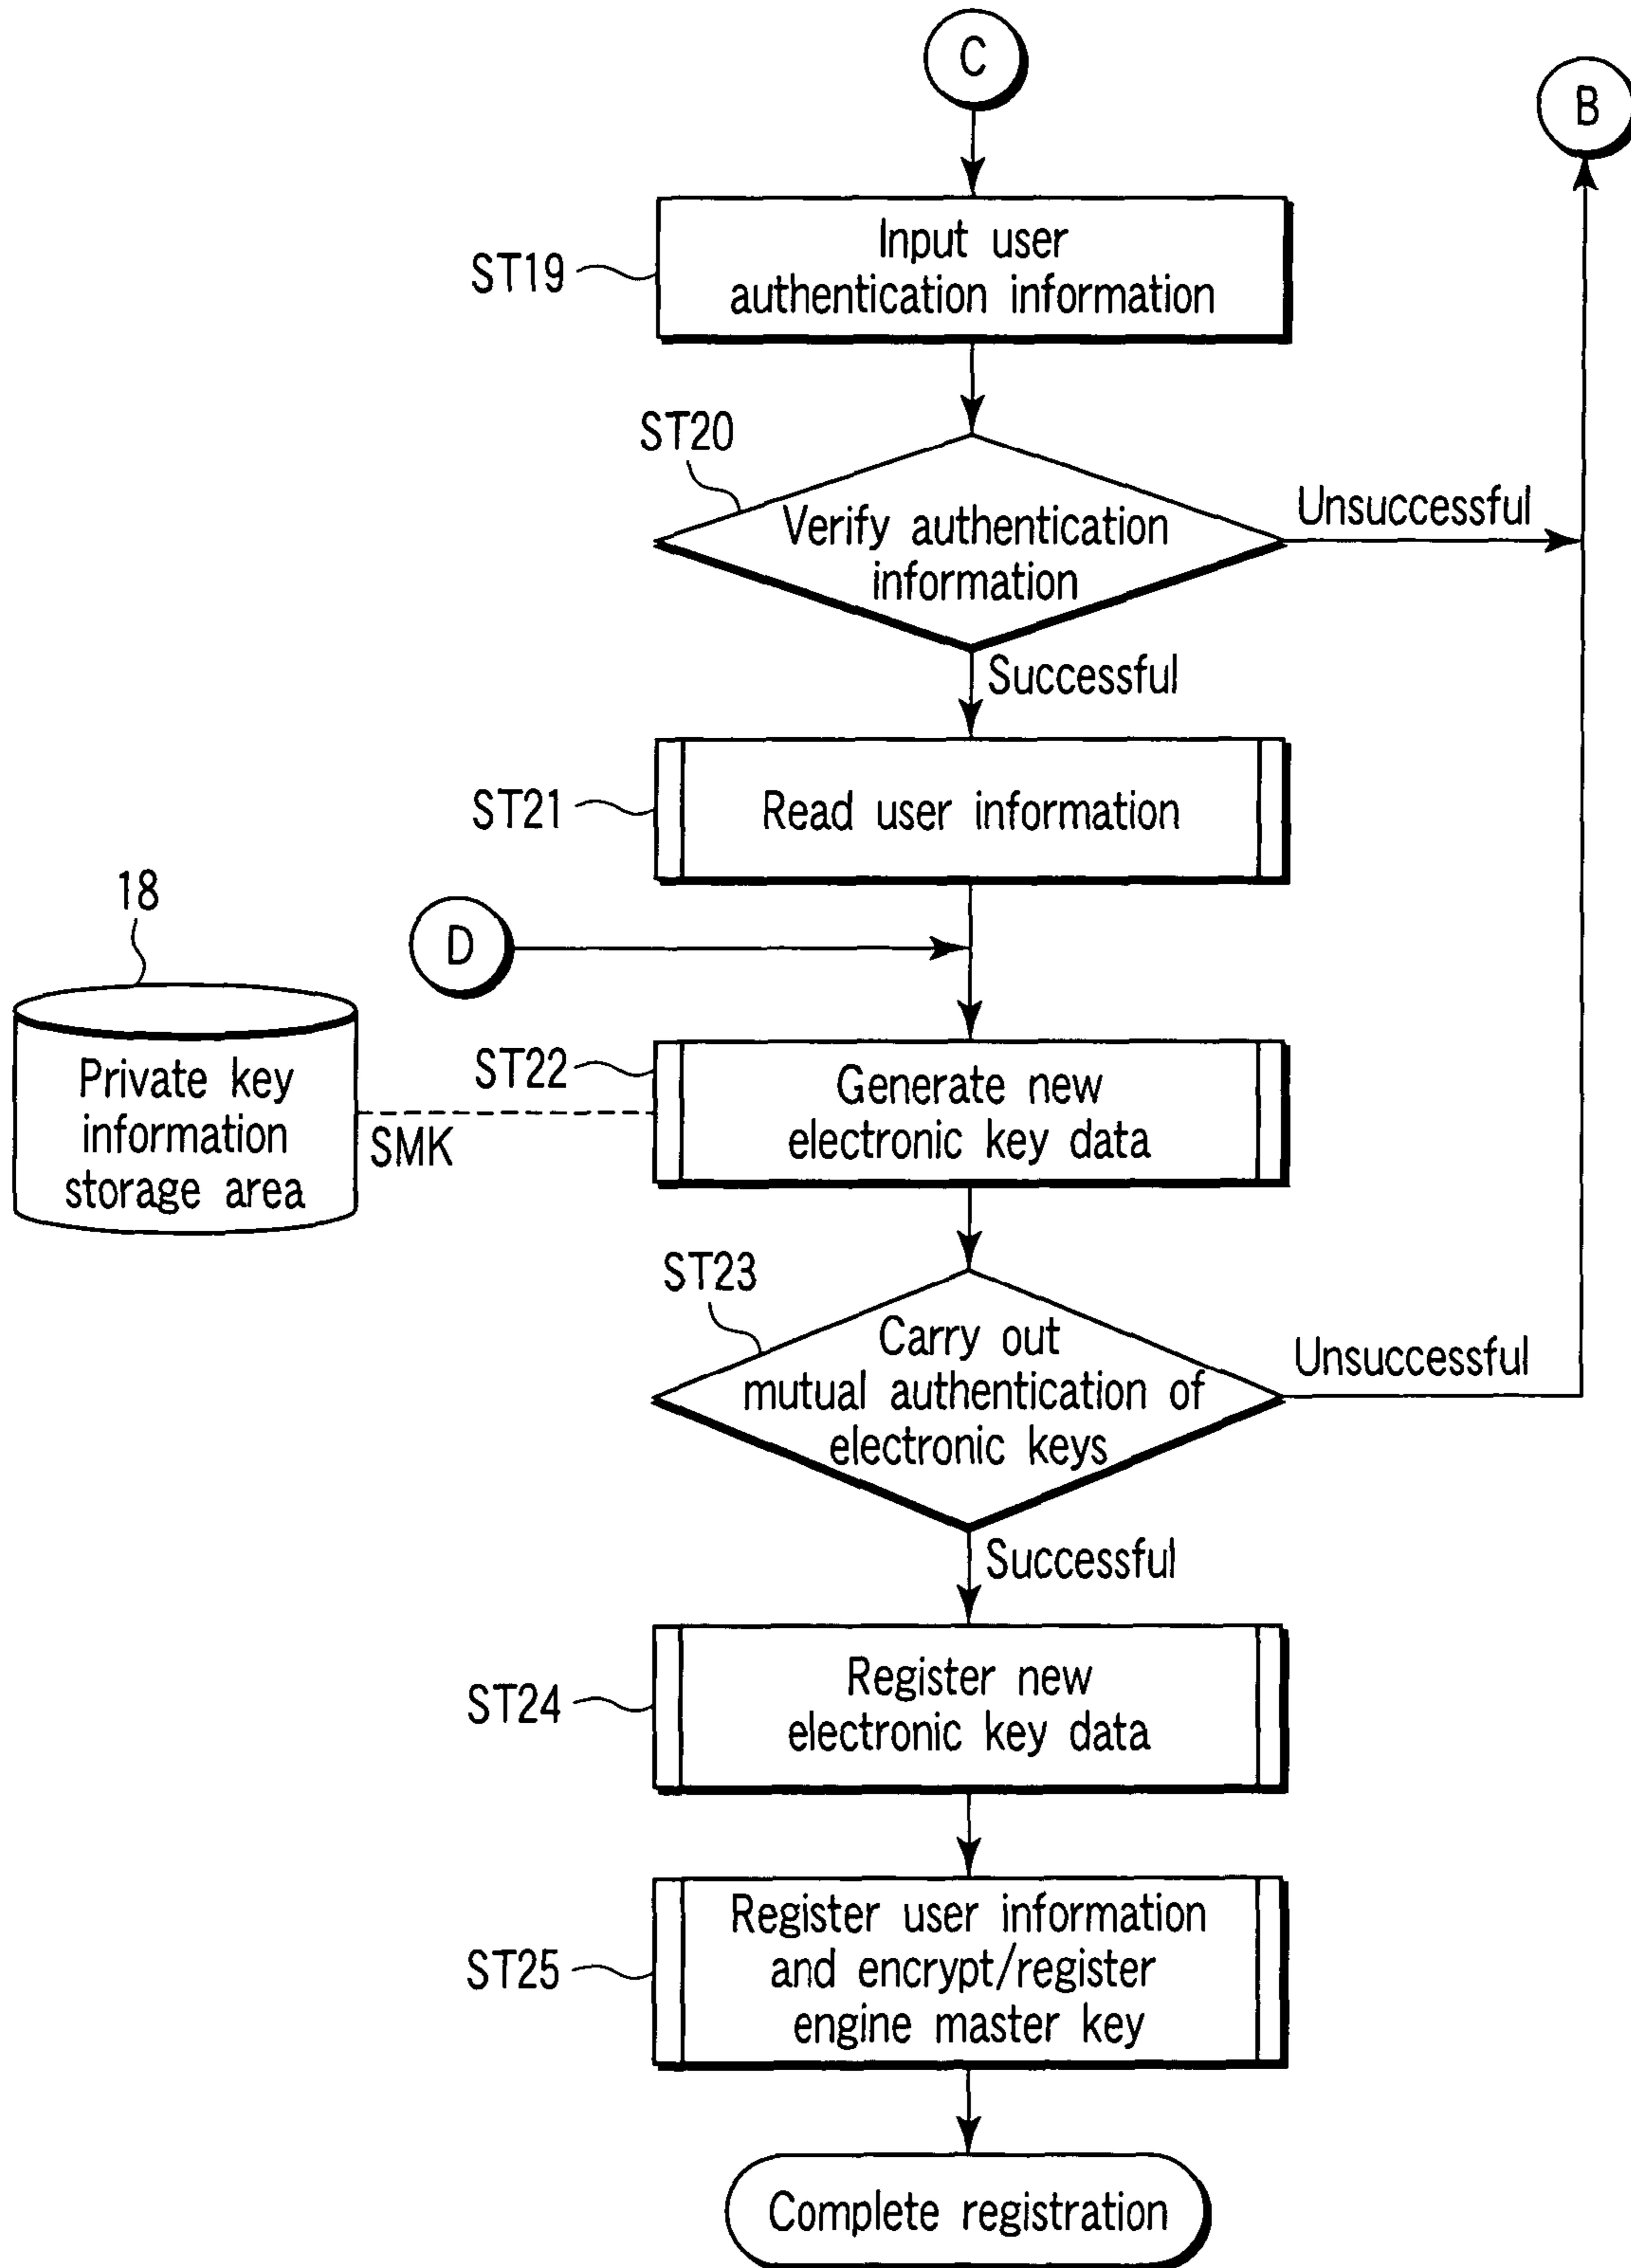 C
B
ST19
Input user
authentication information
ST20
Verify authentication
information
Unsuccessful
Successful
ST21
Read user information
18
D
Private key
information
storage area
SMK
ST22
Generate new
electronic key data
ST23
Carry out
mutual authentication of
electronic keys
Unsuccessful
Successful
ST24
Register new
electronic key data
ST25
Register user information
and encrypt/register
engine master key
Complete registration